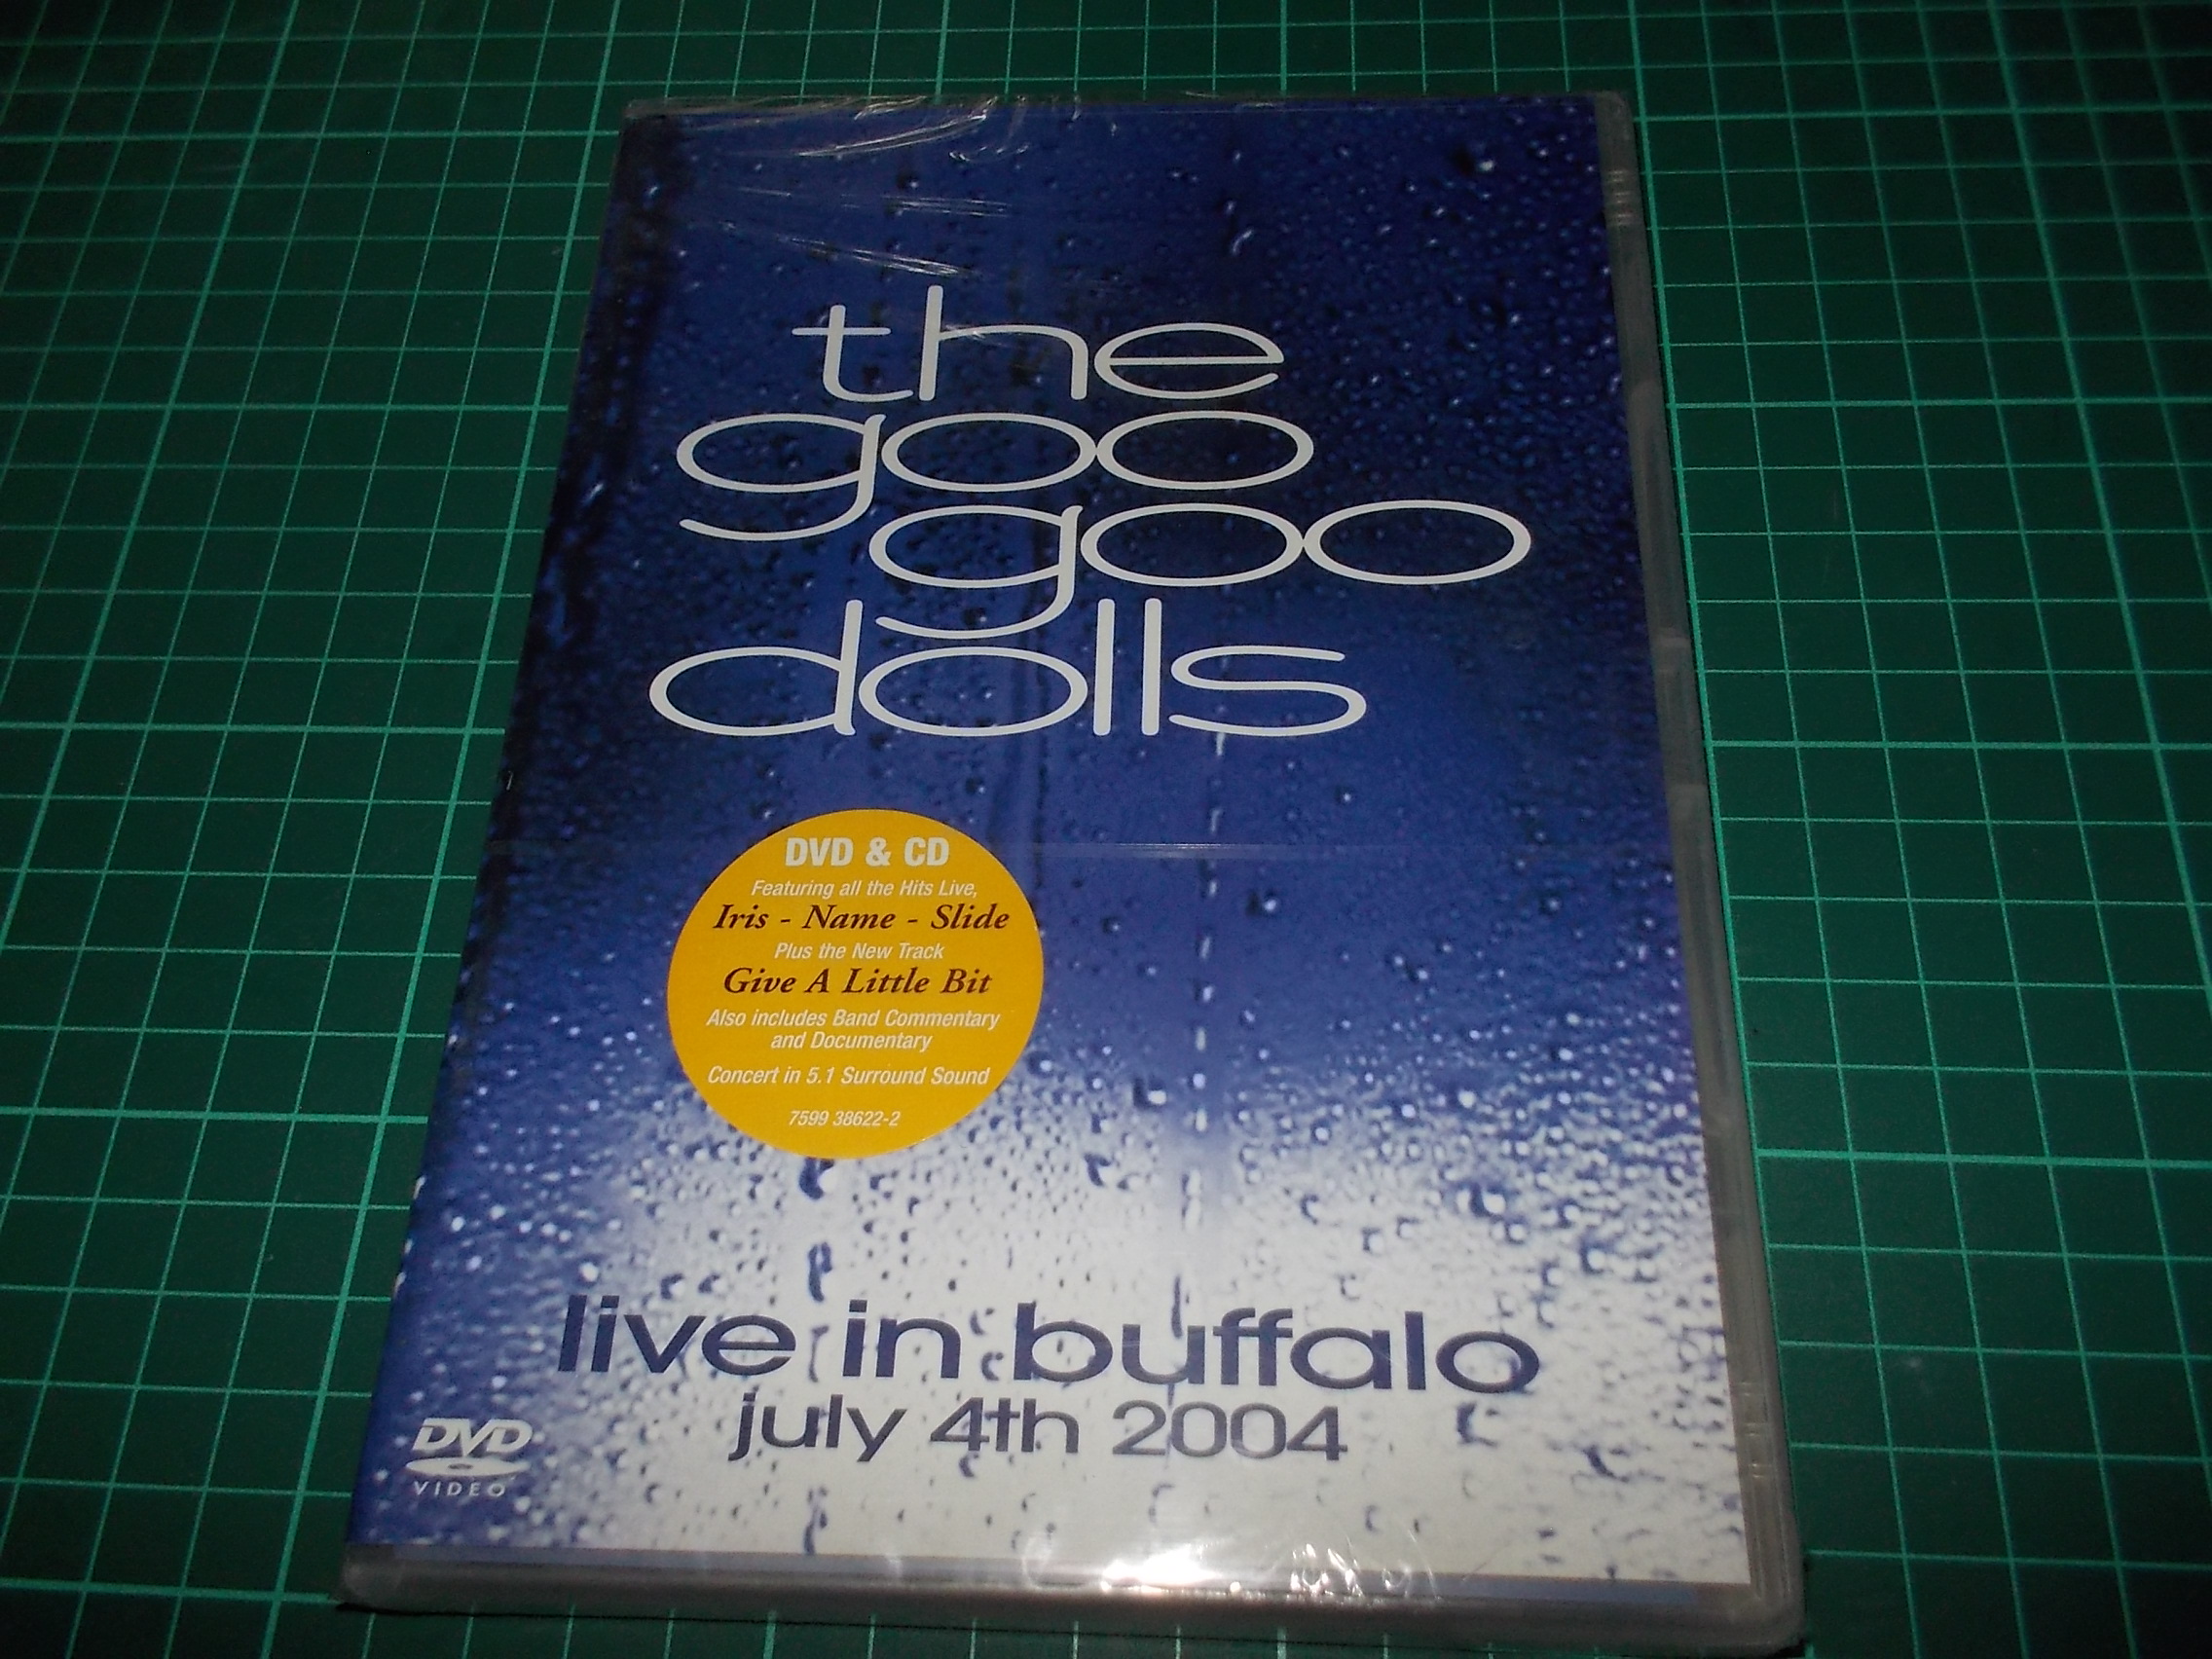 the
goo
goo
dolls
DVD & CD
Featuring all the Hits Live,
Iris - Name - Slide
Plus the New Track
Give A Little Bit
Also includes Band Commentary
and Documentary
Concert in 5.1 Surround Sound
7599 38622-2
live in buffalo
july 4th 2004
DVD
VIDEO